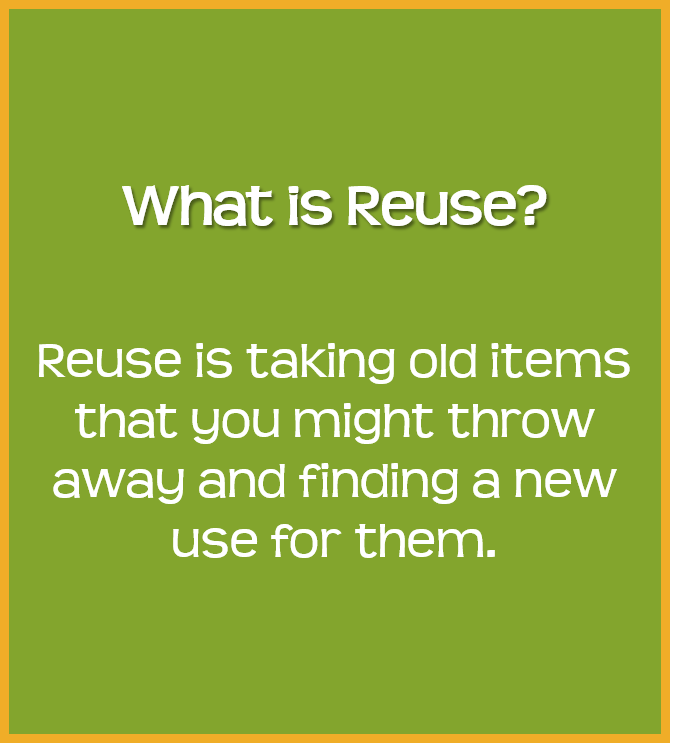 What is Reuse?
Reuse is taking old items
that you might throw
away and finding a new
use for them.